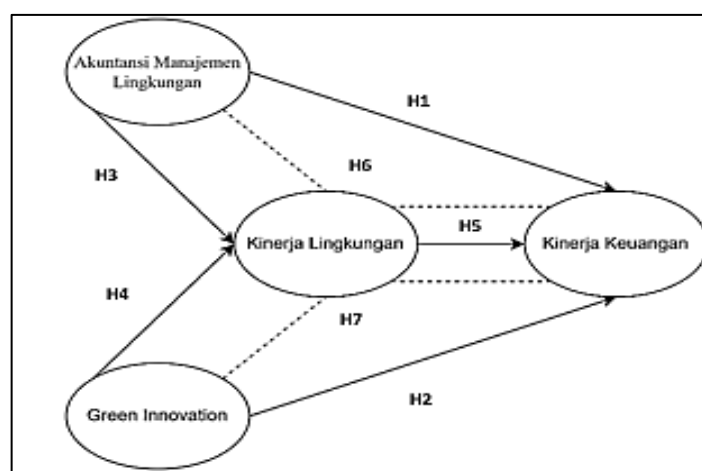 Akuntansi Manajemen
Lingkungan
H1
H3
H6
Kinerja Lingkungan
H5
Kinerja Keuangan
H4
H7
Green Innovation
H2